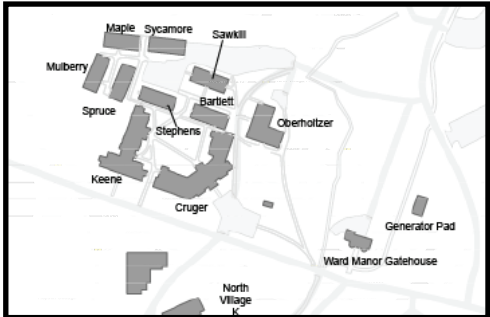 Maple
Sycamore
Sawkill
Mulberry
Spruce
Bartlett
Stephens
Oberholtzer
Keene
Cruger
Generator Pad
Ward Manor Gatehouse
North
Village
K